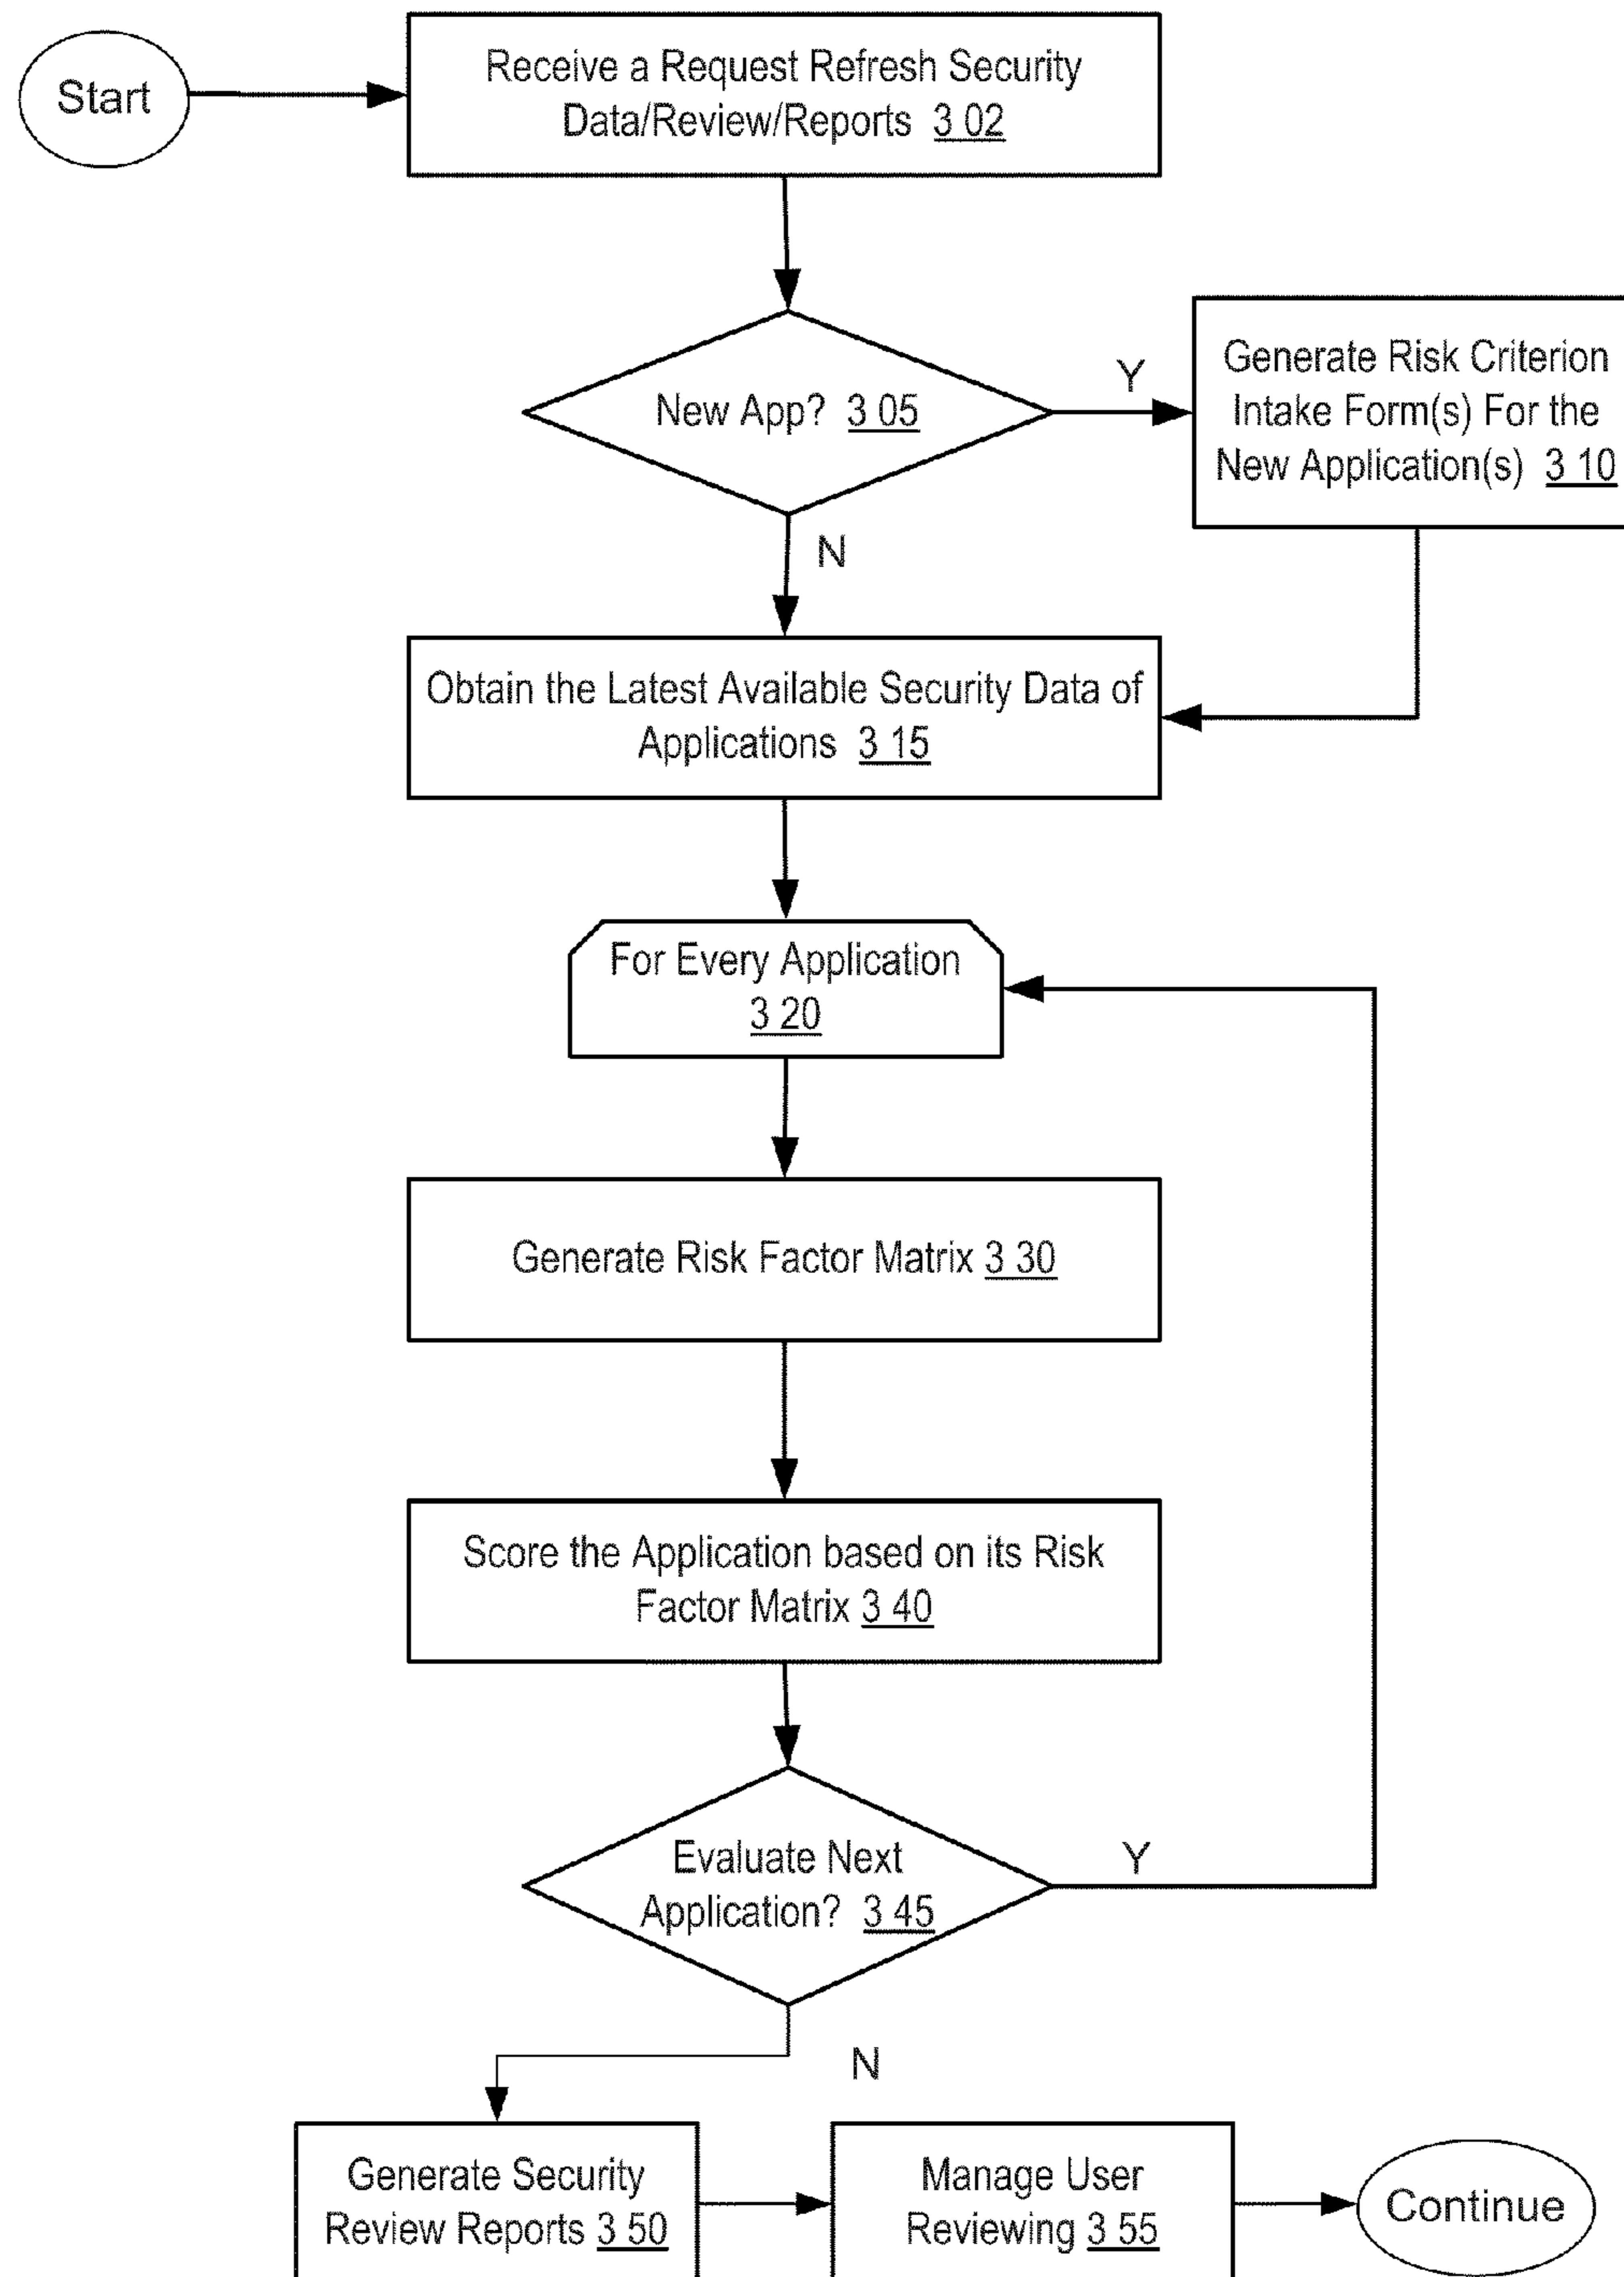 Start
Receive a Request Refresh Security
Data/Review/Reports 3 02
New App? 3 05
Y
Generate Risk Criterion
Intake Form(s) For the
New Application(s) 3 10
N
Obtain the Latest Available Security Data of
Applications 3 15
For Every Application
3 20
Generate Risk Factor Matrix 3 30
Score the Application based on its Risk
Factor Matrix 3 40
Evaluate Next
Application? 3 45
Y
N
Generate Security
Review Reports 3 50
Manage User
Reviewing 3 55
Continue